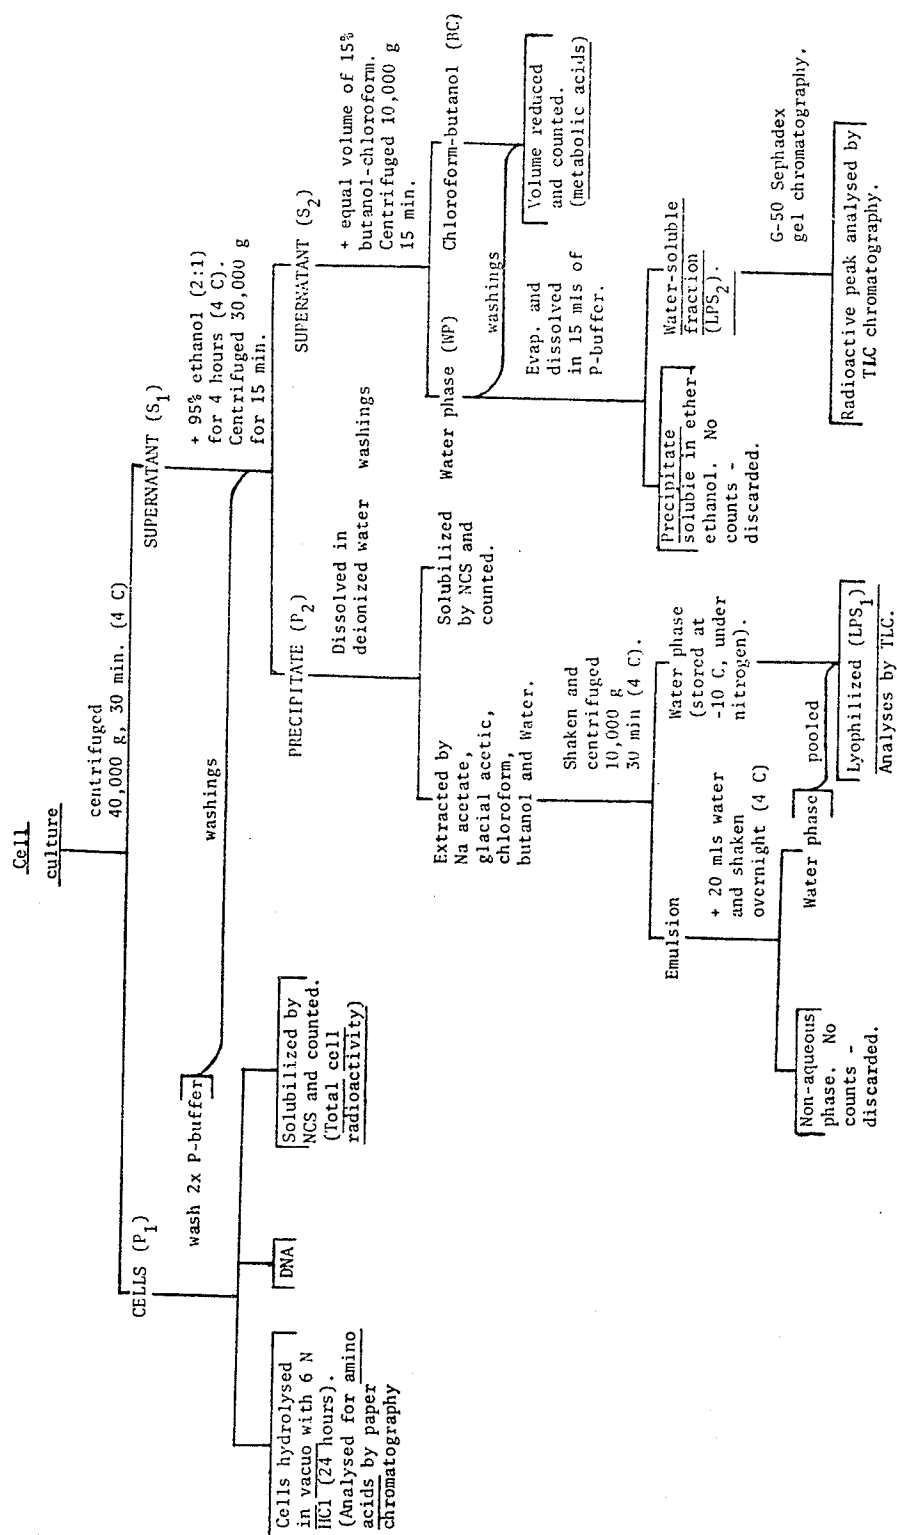 Cell
culture
centrifuged
40,000 g, 30 min. (4 C)
CELLS (P1)
SUPERNATANT (S1)
wash 2x P-buffer
washings
+ 95% ethanol (2:1)
for 4 hours (4 C).
Centrifuged 30,000 g
for 15 min.
Cells hydrolysed
in vacuo with 6 N
HCl (24 hours).
(Analysed for amino
acids by paper
chromatography
DNA
Solubilized by
NCS and counted.
(Total cell
radioactivity)
PRECIPITATE (P2)
SUPERNATANT (S2)
Dissolved in
deionized water
washings
+ equal volume of 15%
butanol-chloroform.
Centrifuged 10,000 g
15 min.
Extracted by
Na acetate,
glacial acetic,
chloroform,
butanol and Water.
Solubilized
by NCS and
counted.
Water phase (WP)
Chloroform-butanol (BC)
washings
Volume reduced
and counted.
(metabolic acids)
Evap. and
dissolved
in 15 mls of
P-buffer.
Shaken and
centrifuged
10,000 g
30 min (4 C).
Emulsion
Water phase
(stored at
-10 C, under
nitrogen).
Precipitate
soluble in ether
ethanol. No
counts -
discarded.
Water-soluble
fraction
(LPS2).
+ 20 mls water
and shaken
overnight (4 C)
G-50 Sephadex
gel chromatography.
Non-aqueous
phase. No
counts -
discarded.
Water phase
pooled
Lyophilized (LPS1)
Analyses by TLC.
Radioactive peak analysed by
TLC chromatography.